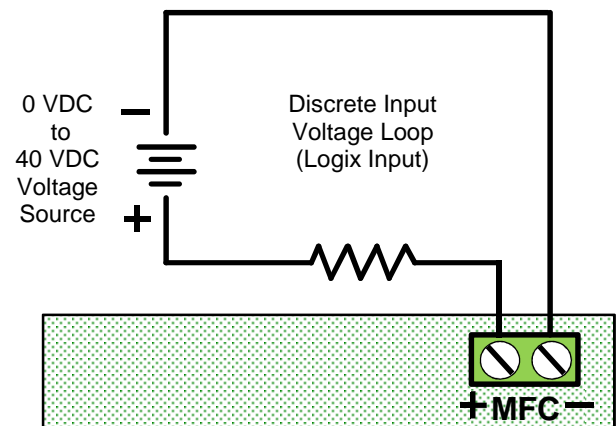 0 VDC
to
40 VDC
Voltage
Source
−
+
Discrete Input
Voltage Loop
(Logix Input)
+ MFC −